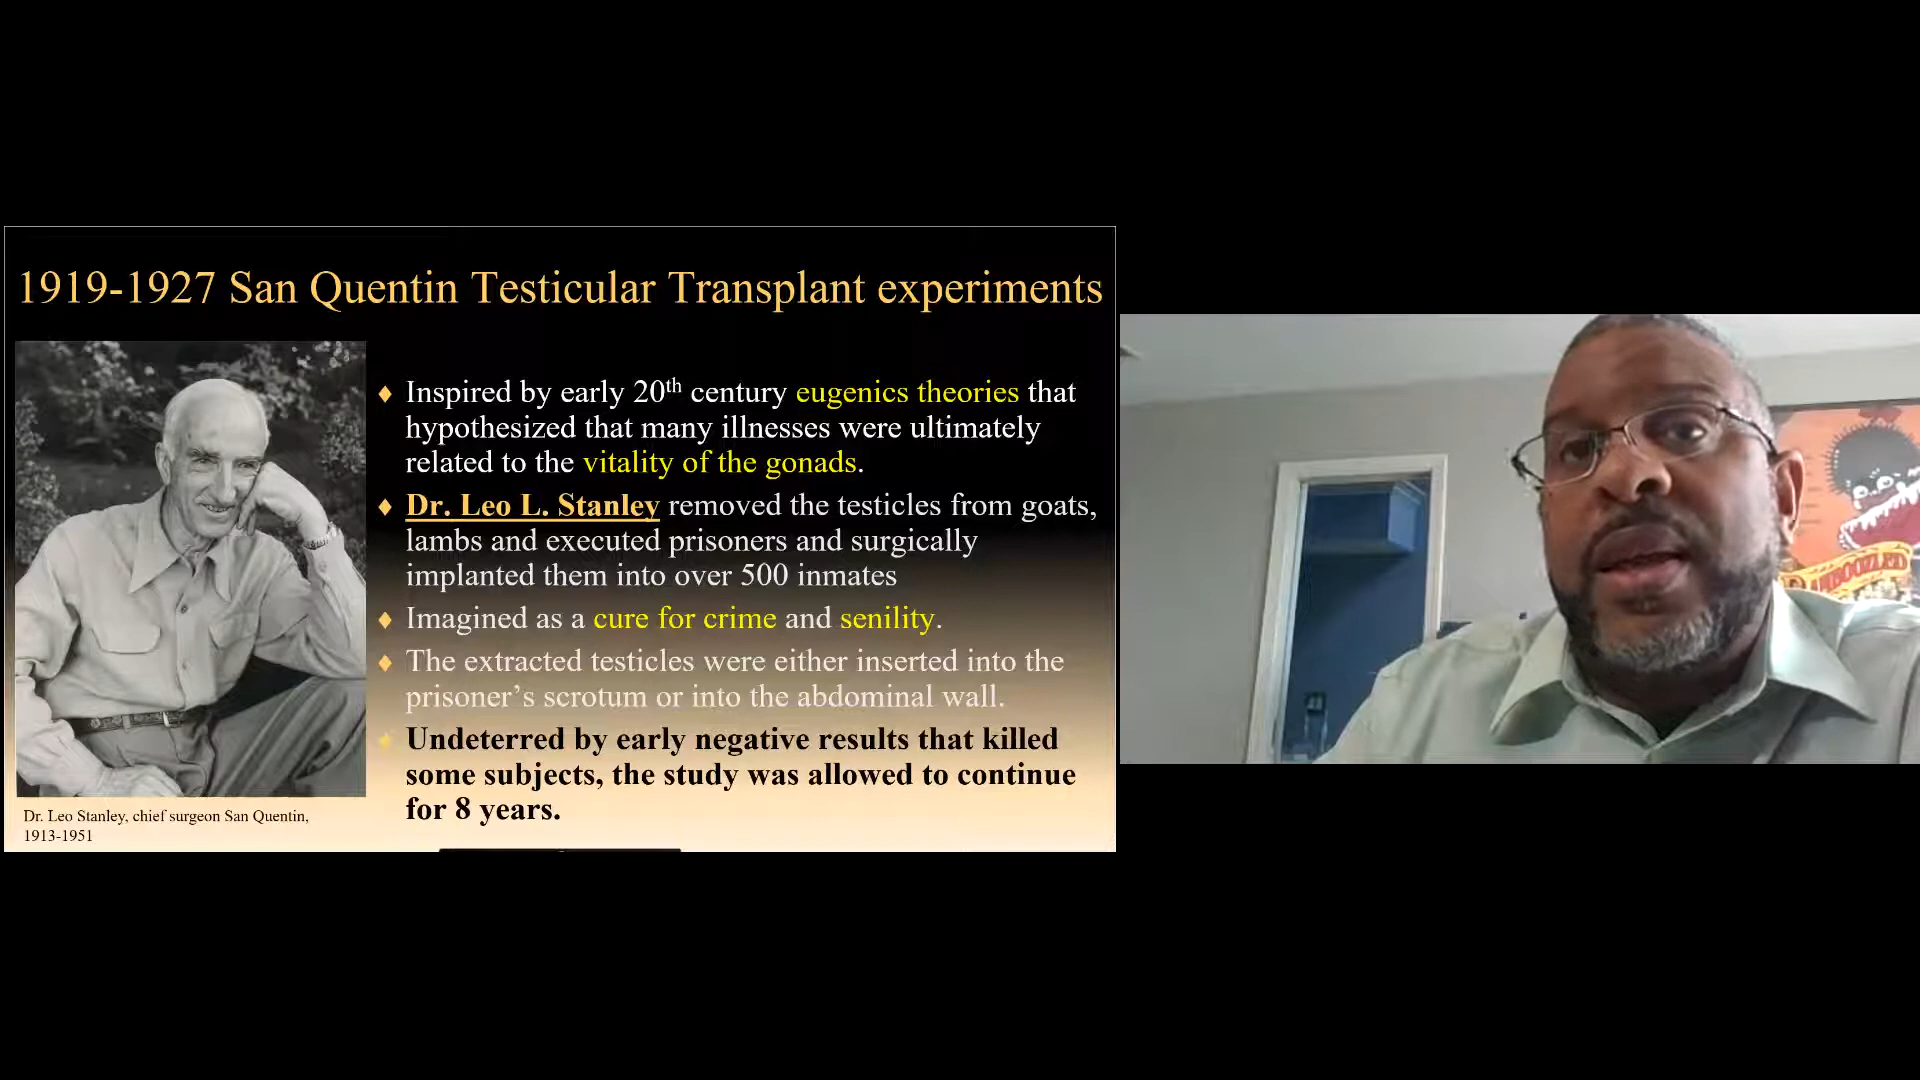 1919-1927 San Quentin Testicular Transplant experiments
Inspired by early 20th century eugenics theories that
hypothesized that many illnesses were ultimately
related to the vitality of the gonads.
Dr. Leo L. Stanley removed the testicles from goats,
lambs and executed prisoners and surgically
implanted them into over 500 inmates
Imagined as a cure for crime and senility.
The extracted testicles were either inserted into the
prisoner’s scrotum or into the abdominal wall.
Undeterred by early negative results that killed
some subjects, the study was allowed to continue
for 8 years.
Dr. Leo Stanley, chief surgeon San Quentin,
1913-1951